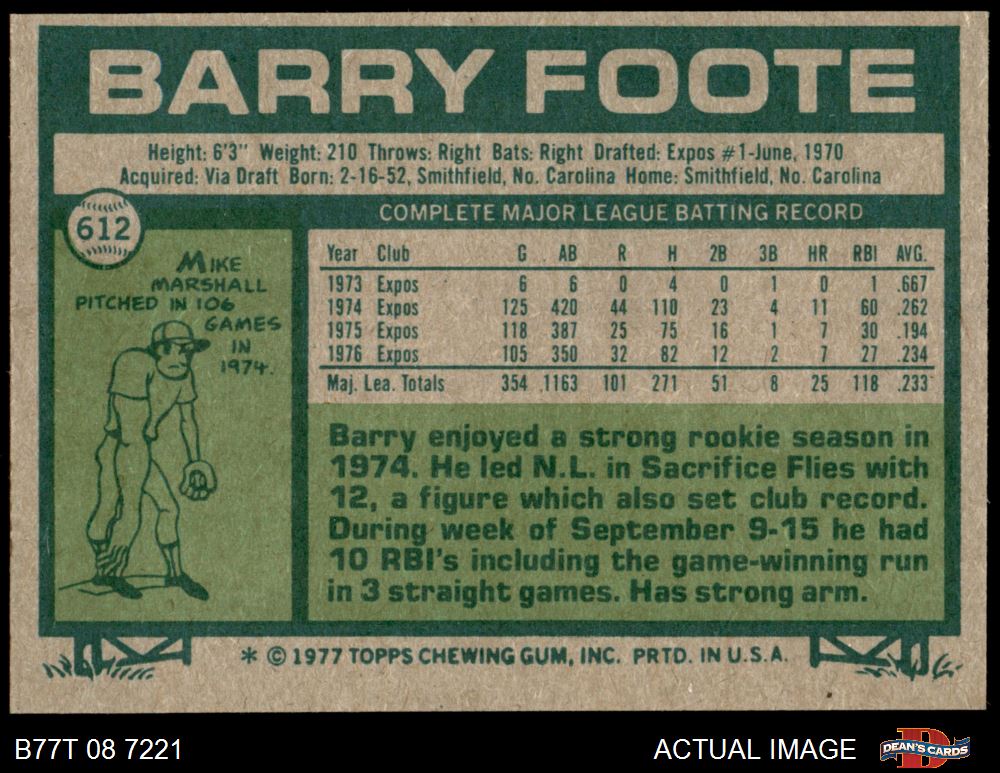 BARRY FOOTE
Height: 6'3" Weight: 210 Throws: Right Bats: Right Drafted: Expos #1-June, 1970
Acquired: Via Draft Born: 2-16-52, Smithfield, No. Carolina Home: Smithfield, No. Carolina
612
MIKE
MARSHALL
PITCHED IN 106
GAMES
IN
1974.
COMPLETE MAJOR LEAGUE BATTING RECORD
Year Club G AB R H 2B 3B HR RBI AVG.
1973 Expos 6 6 0 4 0 1 0 1 .667
1974 Expos 125 420 44 110 23 4 11 60 .262
1975 Expos 118 387 25 75 16 1 7 30 .194
1976 Expos 105 350 32 82 12 2 7 27 .234
Maj. Lea. Totals 354 1163 101 271 51 8 25 118 .233
Barry enjoyed a strong rookie season in
1974. He led N.L. in Sacrifice Flies with
12, a figure which also set club record.
During week of September 9-15 he had
10 RBI's including the game-winning run
in 3 straight games. Has strong arm.
* © 1977 TOPPS CHEWING GUM, INC. PRTD. IN U.S.A.
B77T 08 7221
ACTUAL IMAGE
DEAN'S CARDS